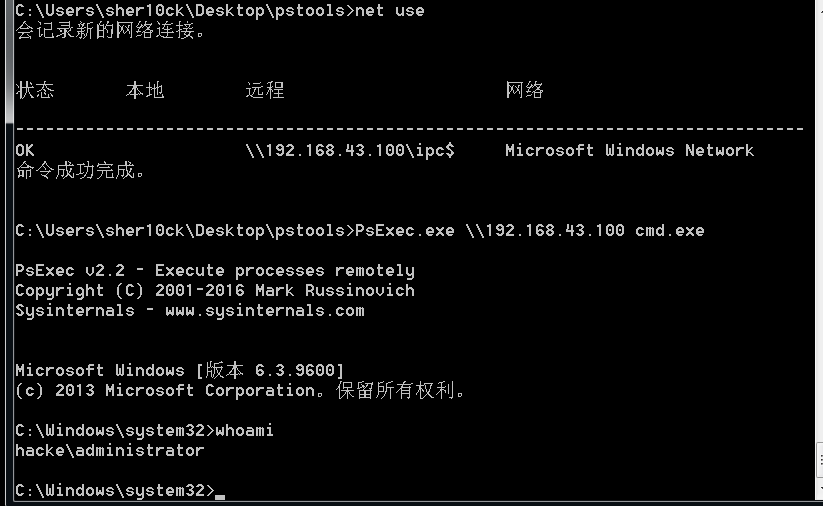 C:\Users\sher10ck\Desktop\pstools>net use
会记录新的网络连接。
状态 本地 远程 网络
-------------------------------------------------------------------------------
OK \\192.168.43.100\ipc$ Microsoft Windows Network
命令成功完成。
C:\Users\sher10ck\Desktop\pstools>PsExec.exe \\192.168.43.100 cmd.exe
PsExec v2.2 - Execute processes remotely
Copyright (C) 2001-2016 Mark Russinovich
Sysinternals - www.sysinternals.com
Microsoft Windows [版本 6.3.9600]
(c) 2013 Microsoft Corporation。保留所有权利。
C:\Windows\system32>whoami
hacke\administrator
C:\Windows\system32>_